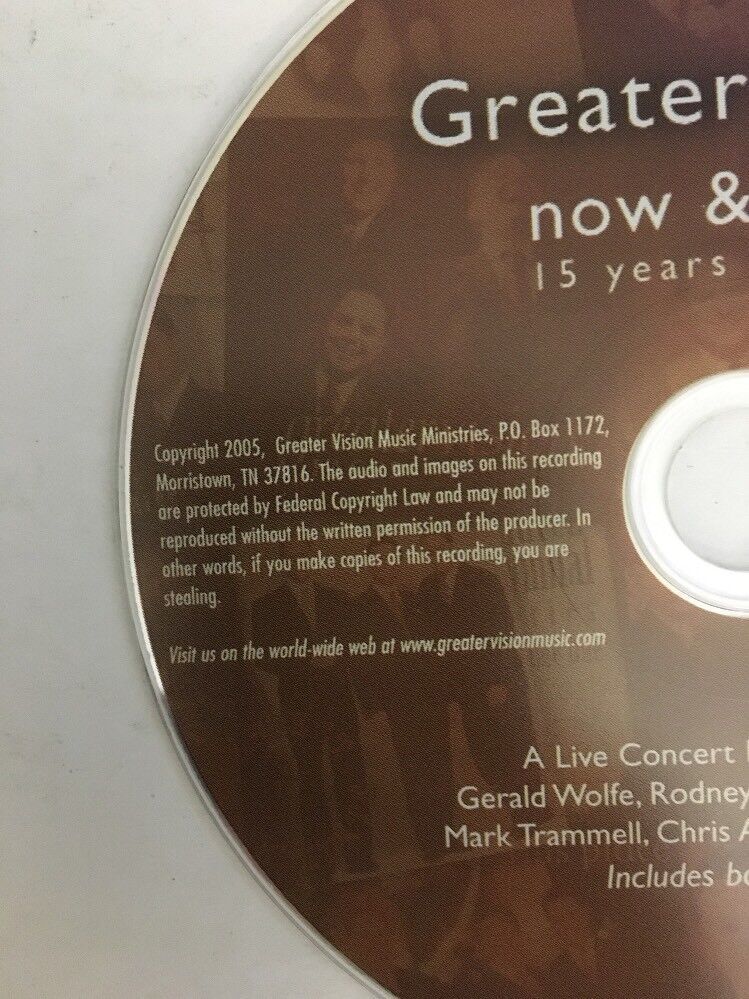 Greater
now &
15 years
Copyright 2005, Greater Vision Music Ministries, P.O. Box 1172,
Morristown, TN 37816. The audio and images on this recording
are protected by Federal Copyright Law and may not be
reproduced without the written permission of the producer. In
other words, if you make copies of this recording, you are
stealing.
Visit us on the world-wide web at www.greatervisionmusic.com
A Live Concert
Gerald Wolfe, Rodney
Mark Trammell, Chris
Includes